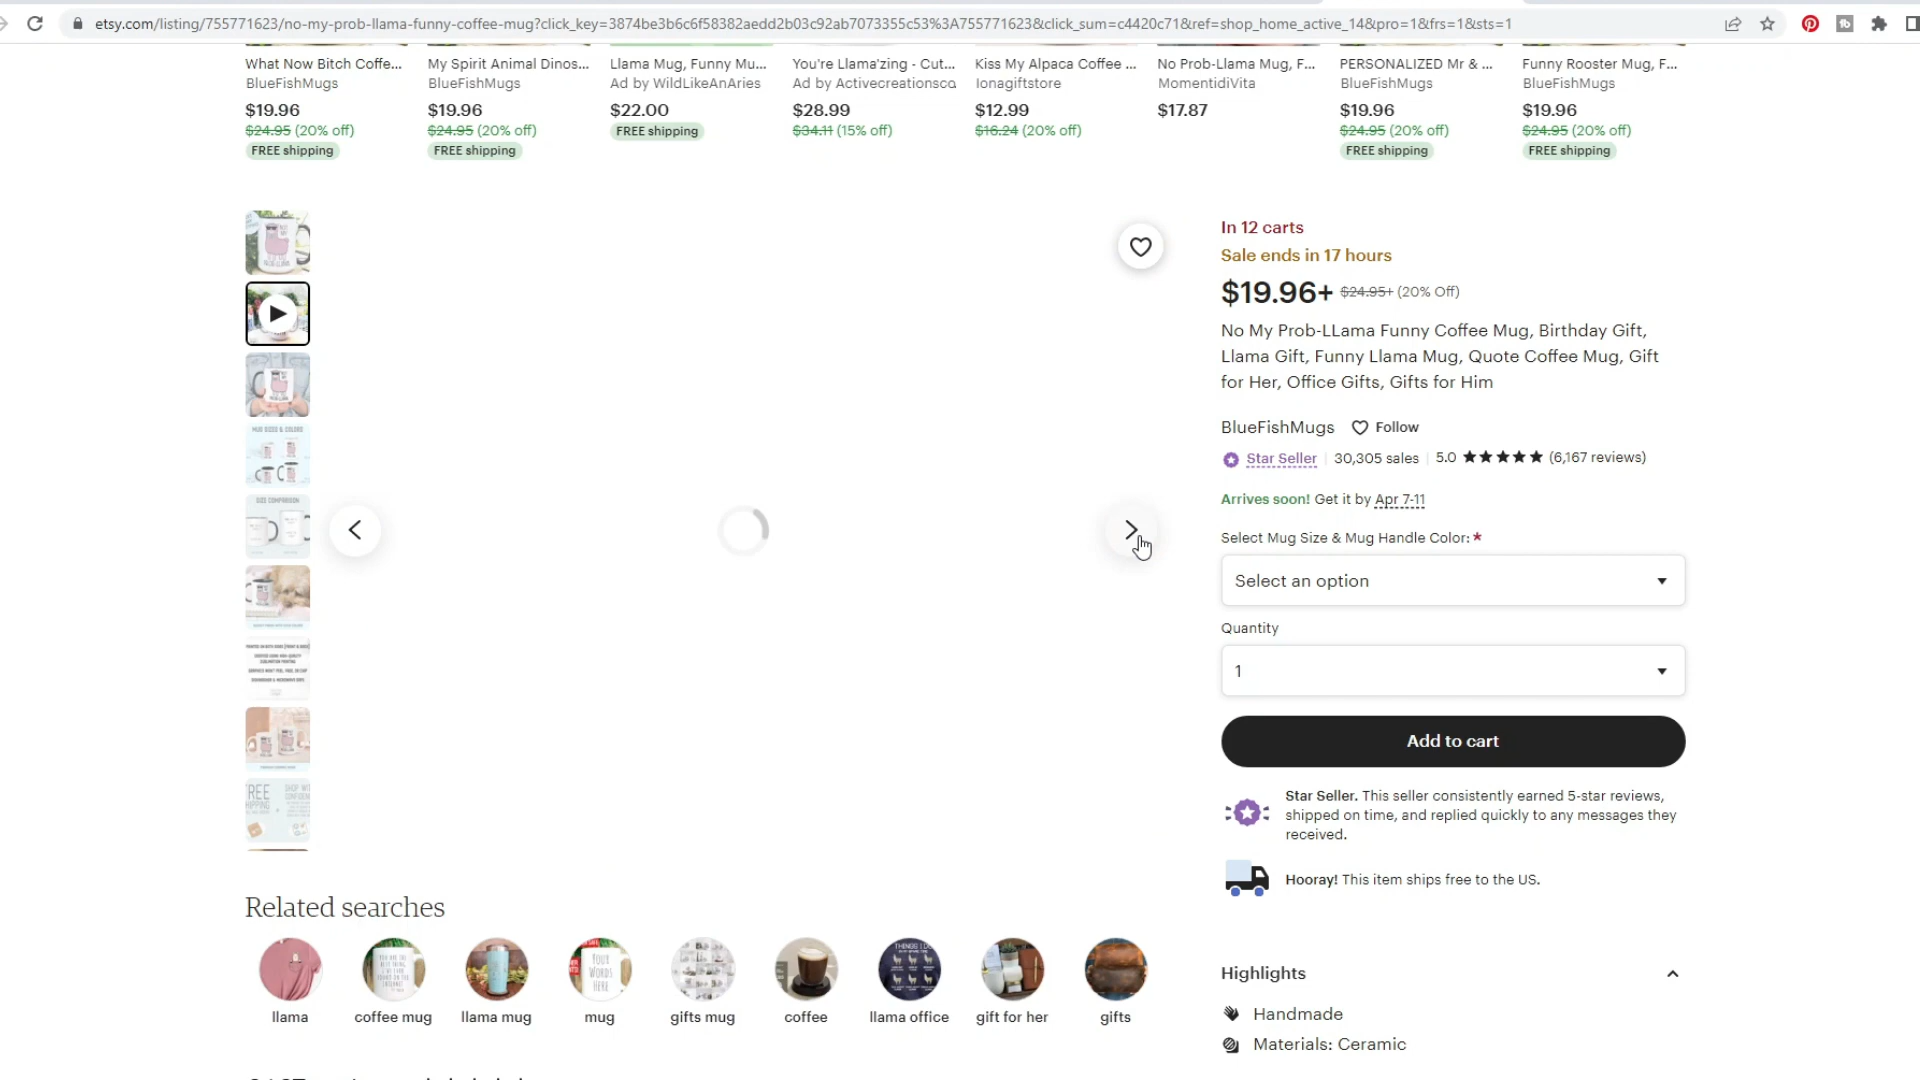 etsy.com/listing/755771623/no-my-prob-llama-funny-coffee-mug?click_key=3874be3b6c6f58382aedd2b03c92ab7073355c53%3A755771623&click_sum=c4420c71&ref=shop_home_active_14&pro=1&frs=1&sts=1
What Now Bitch Coffe... My Spirit Animal Dinos... Llama Mug, Funny Mu... You're Llama'zing - Cut... Kiss My Alpaca Coffee ... No Prob-Llama Mug, F... PERSONALIZED Mr & ... Funny Rooster Mug, F...
BlueFishMugs BlueFishMugs Ad by WildLikeAnAries Ad by Activecreationsco Ionagiftstore MomentidiVita BlueFishMugs BlueFishMugs
$19.96 $19.96 $22.00 $28.99 $12.99 $17.87 $19.96 $19.96
$24.95 (20% off) $24.95 (20% off) FREE shipping $34.11 (15% off) $16.24 (20% off) $24.95 (20% off) $24.95 (20% off)
FREE shipping FREE shipping FREE shipping FREE shipping
In 12 carts
Sale ends in 17 hours
$19.96+ $24.95+ (20% Off)
No My Prob-LLama Funny Coffee Mug, Birthday Gift,
Llama Gift, Funny Llama Mug, Quote Coffee Mug, Gift
for Her, Office Gifts, Gifts for Him
BlueFishMugs Follow
Star Seller 30,305 sales 5.0 ★★★★★ (6,167 reviews)
Arrives soon! Get it by Apr 7-11
Select Mug Size & Mug Handle Color: *
Select an option
Quantity
1
Add to cart
Star Seller. This seller consistently earned 5-star reviews,
shipped on time, and replied quickly to any messages they
received.
Hooray! This item ships free to the US.
MUG SIZES & COLORS
SIZE COMPARISON
Related searches
YOUR
WORDS
HERE
llama coffee mug llama mug mug gifts mug coffee llama office gift for her gifts
Highlights
Handmade
Materials: Ceramic